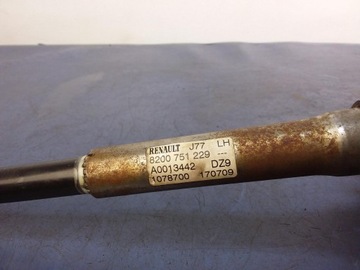 RENAULT J77 LH
8200 751 229 ---
A0013442 DZ9
1078700 170709